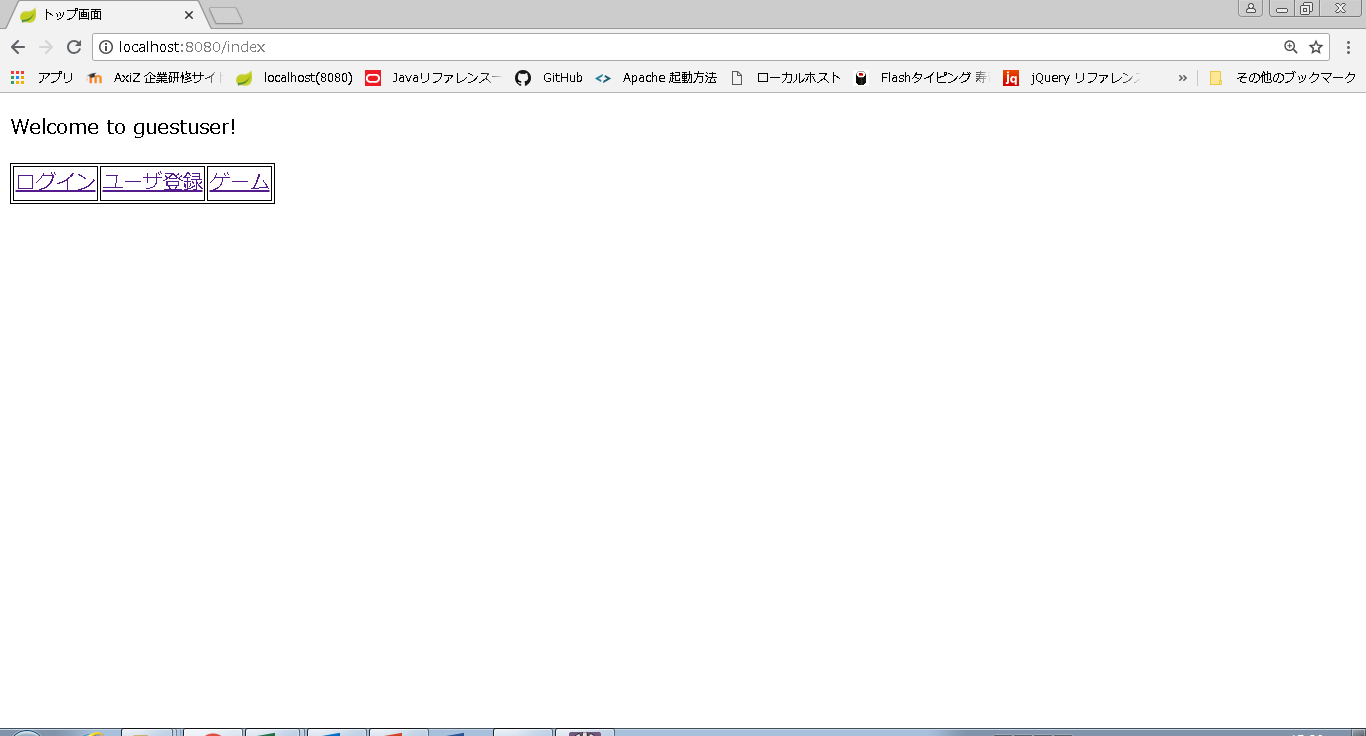 トップ画面
localhost:8080/index
アプリ AxiZ 企業研修サイ localhost(8080) Javaリファレンス GitHub Apache 起動方法 ローカルホスト Flashタイピング 寿 jQuery リファレン » その他のブックマーク
Welcome to guestuser!
ログイン ユーザ登録 ゲーム